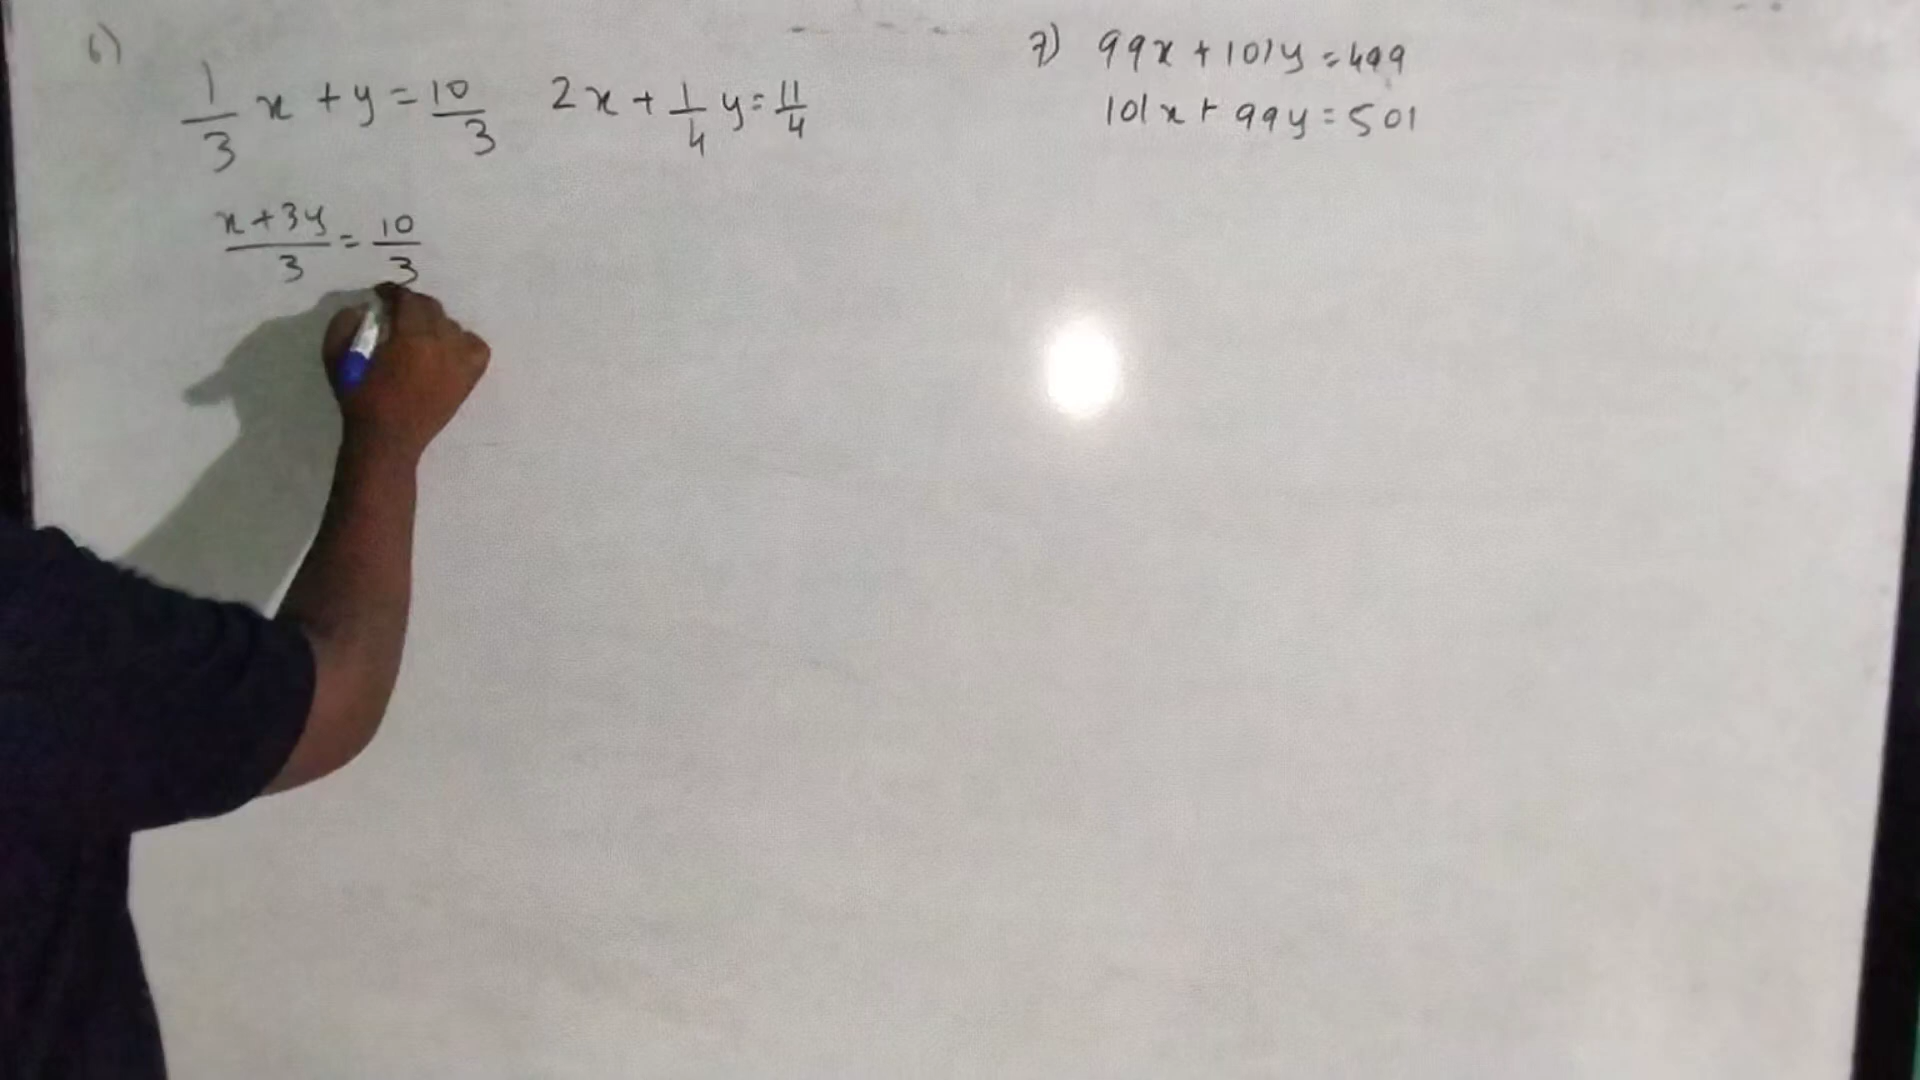 6)
1/3 x + y = 10/3   2x + 1/4 y = 11/4
x+3y/3 = 10/3
7) 99x + 101y = 499
101x + 99y = 501